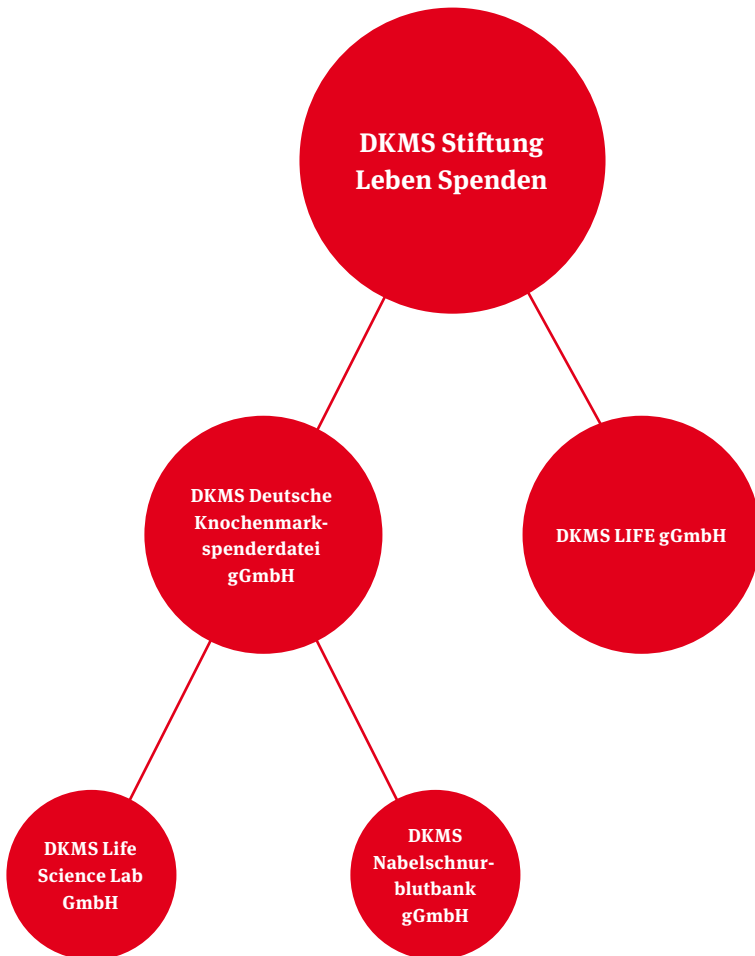 DKMS Stiftung
Leben Spenden
DKMS Deutsche
Knochenmark-
spenderdatei
gGmbH
DKMS LIFE gGmbH
DKMS Life
Science Lab
GmbH
DKMS
Nabelschnur-
blutbank
gGmbH